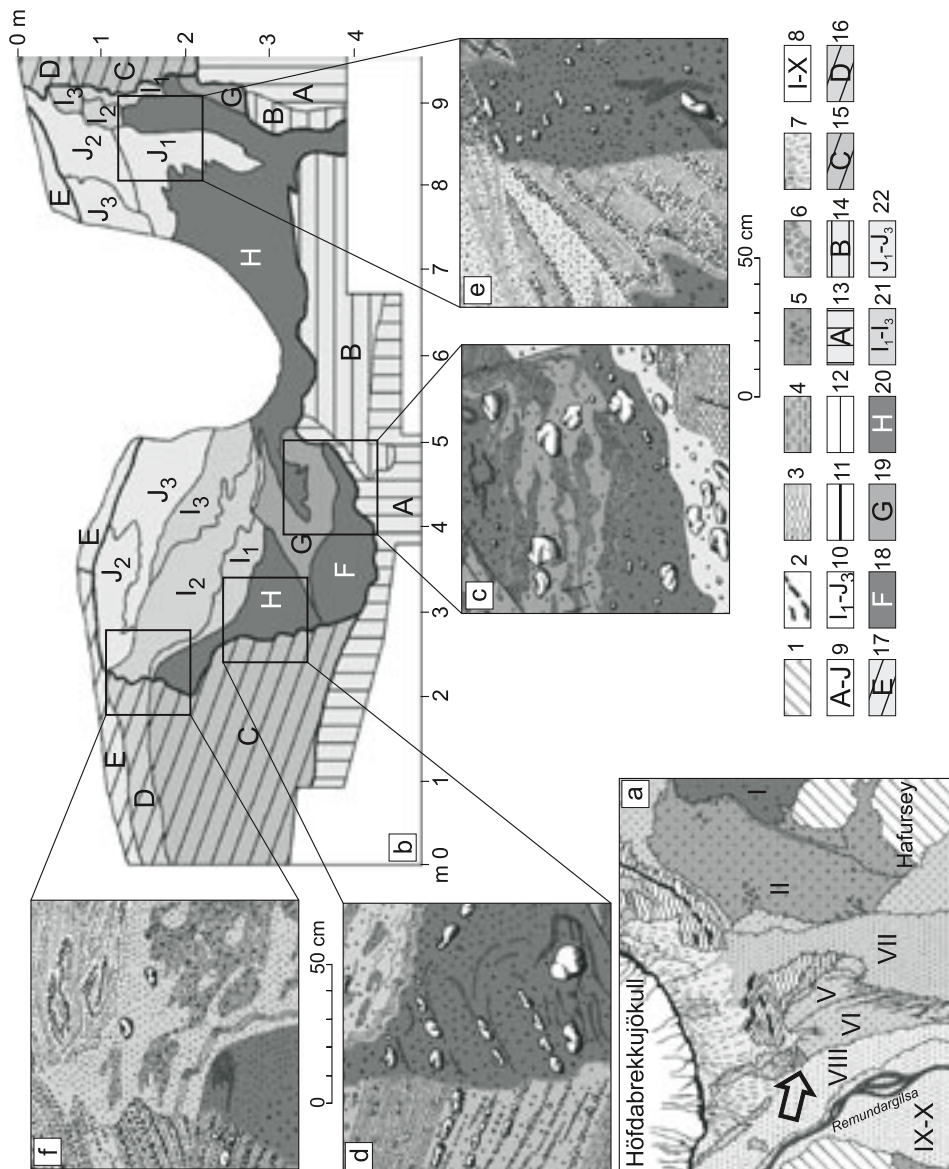 f
0 50 cm
d
b
0 m
1
2
3
4
m 0 1 2 3 4 5 6 7 8 9
E
D
C
E
J2
J3
I3
I2
I1
H
G
F
A
B
H
E
J3
J2
J1
I3
I2
I1
D
C
G
B
A
c
e
0 50 cm
a
Höfdabrekkujökull
Hafursey
Remundargilsa
I
II
V
VI
VII
VIII
IX-X
1 2 3 4 5 6 7 I-X 8
A-J 9 I1-J3 10 11 12 A 13 B 14 C 15 D 16
E 17 F 18 G 19 H 20 I1-I3 21 J1-J3 22